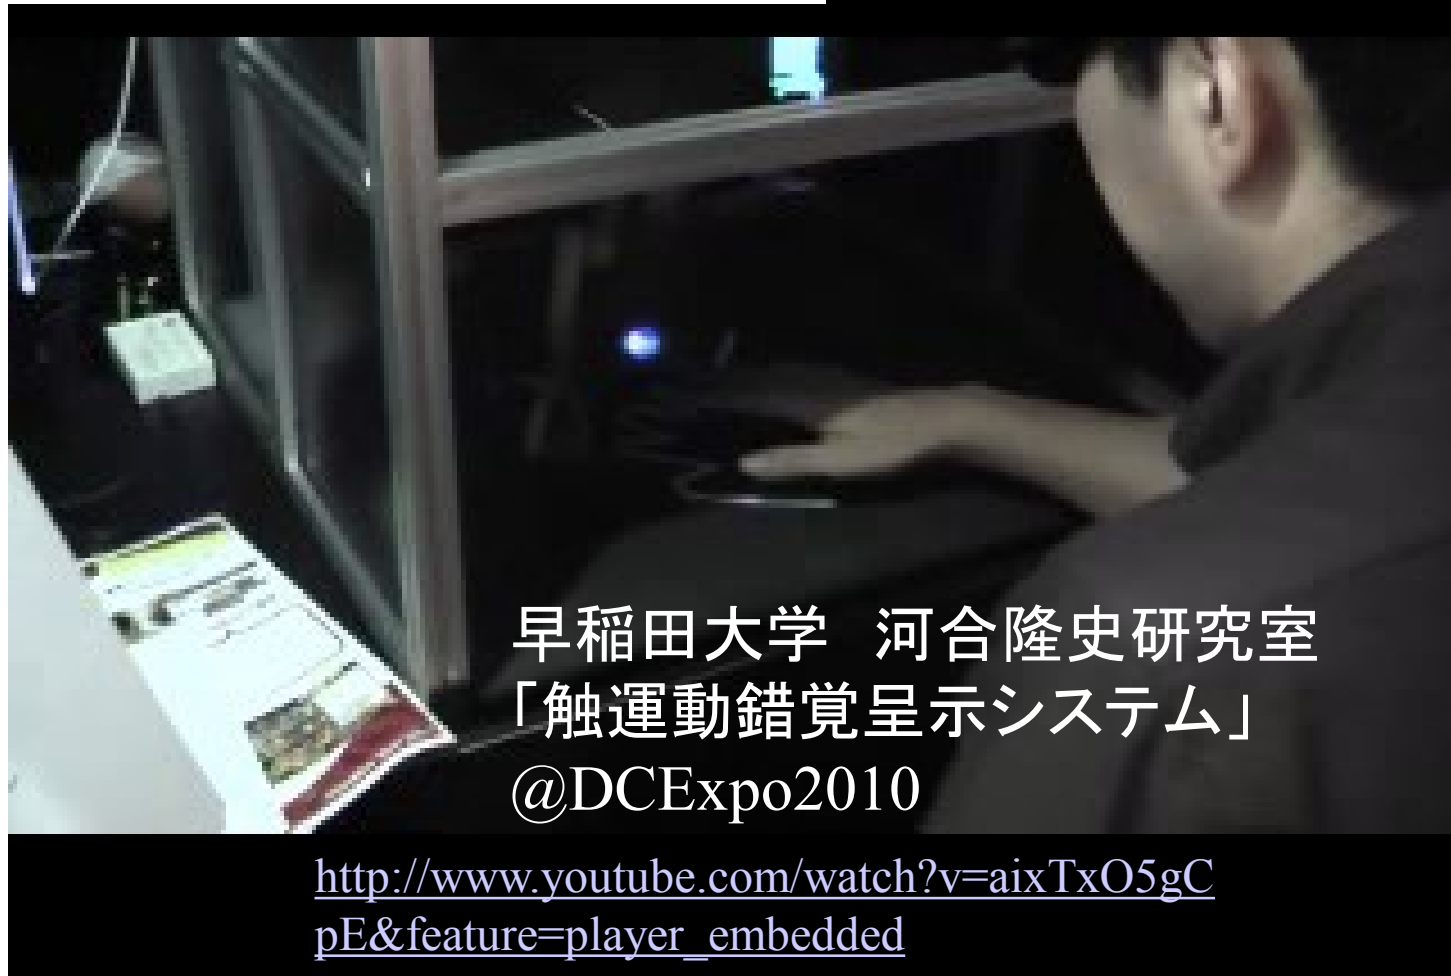 早稲田大学　河合隆史研究室
「触運動錯覚呈示システム」
@DCExpo2010
http://www.youtube.com/watch?v=aixTxO5gC
pE&feature=player_embedded